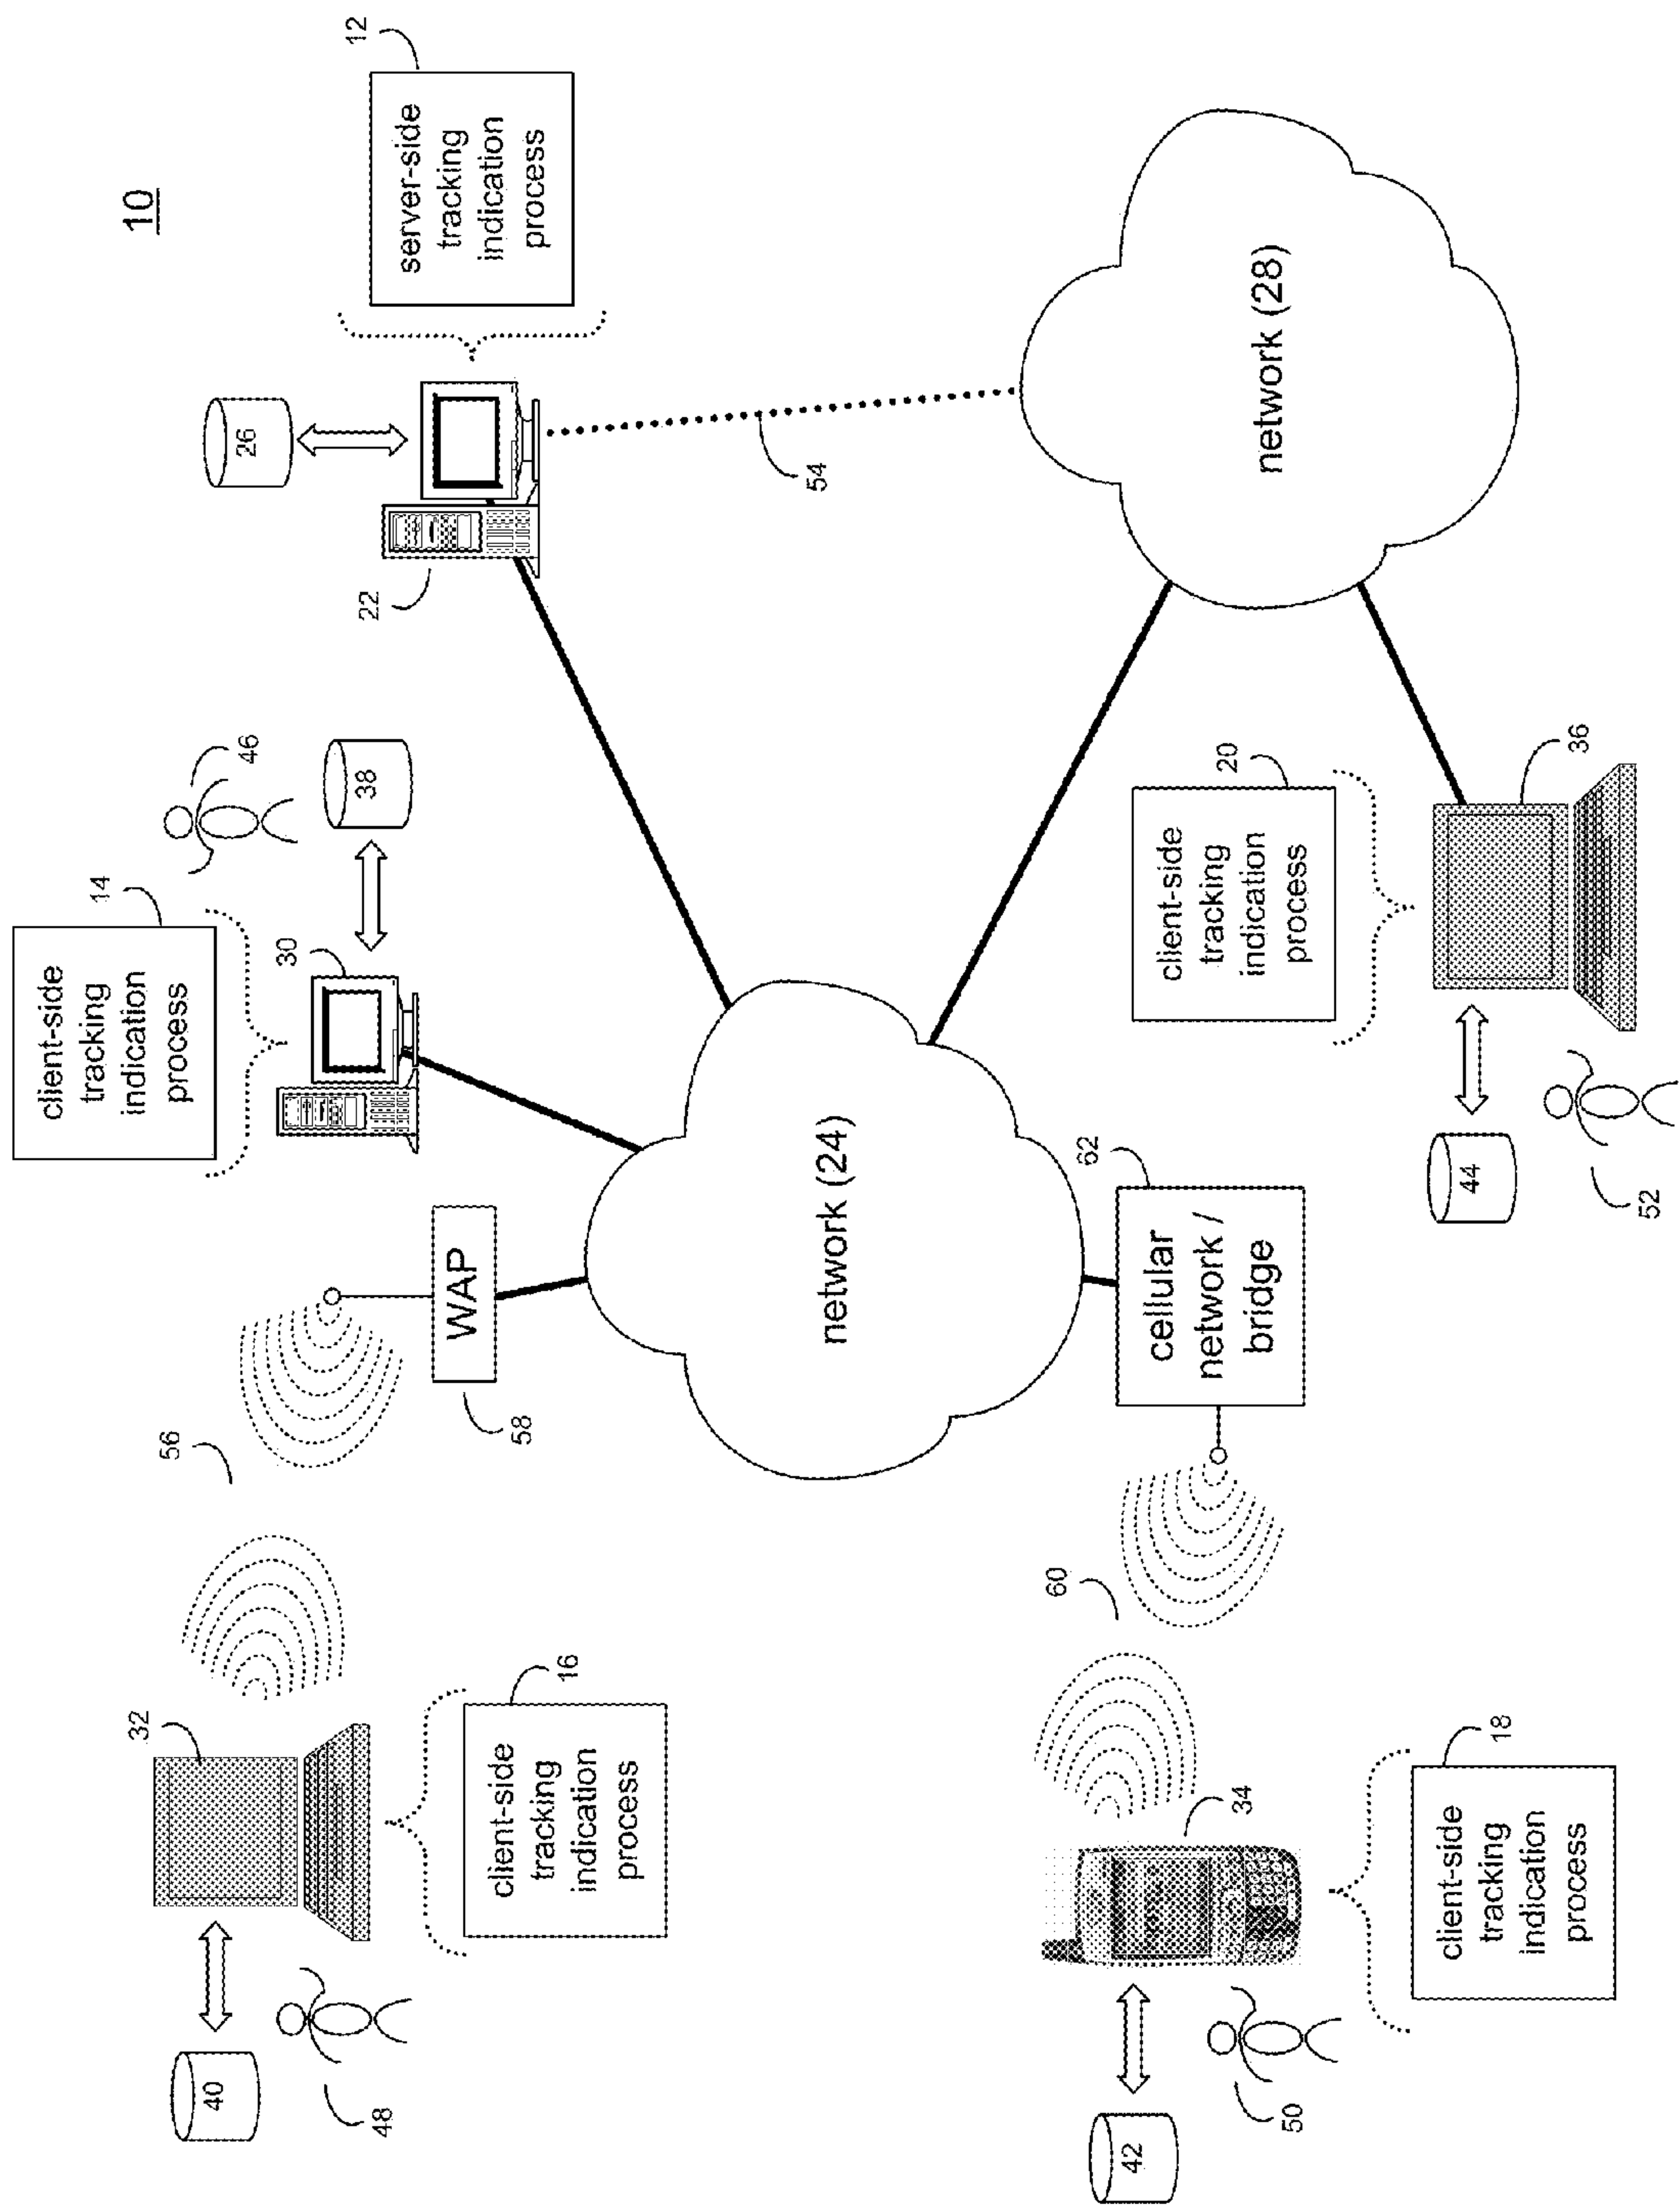 10
40
48
32
client-side
tracking
indication
process
16
56
WAP
58
client-side
tracking
indication
process
14
30
46
38
26
22
server-side
tracking
indication
process
12
54
network (24)
network (28)
42
50
34
client-side
tracking
indication
process
18
60
cellular
network /
bridge
62
44
52
client-side
tracking
indication
process
20
36